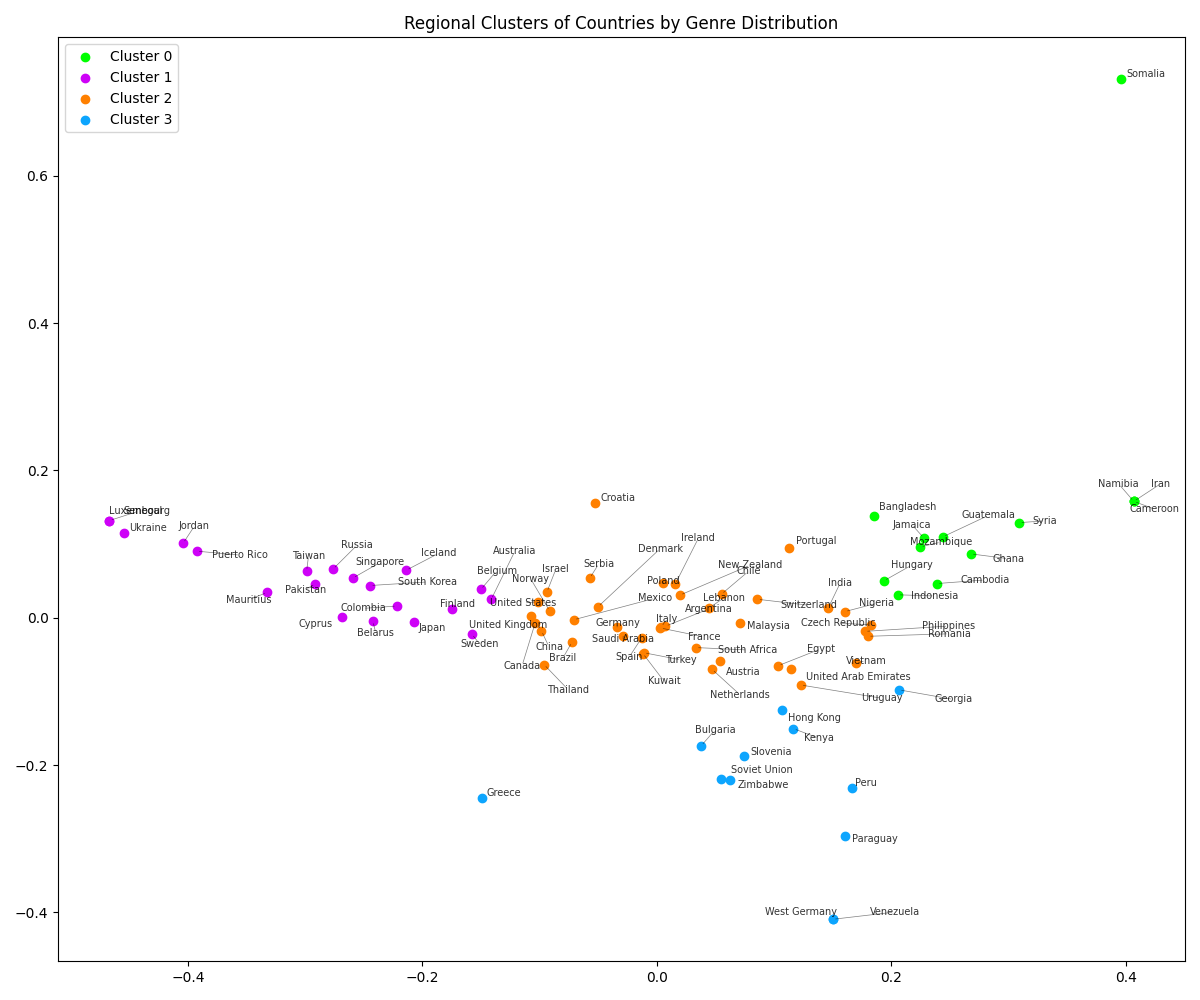 Regional Clusters of Countries by Genre Distribution
Cluster 0
Cluster 1
Cluster 2
Cluster 3
Somalia
0.6
0.4
0.2
0.0
−0.2
−0.4
Namibia
Iran
Cameroon
Croatia
Luxembourg
Senegal
Ukraine
Jordan
Puerto Rico
Bangladesh
Guatemala
Jamaica
Syria
Mozambique
Ghana
Portugal
Ireland
Denmark
Russia
Taiwan
Singapore
Iceland
Australia
Belgium
Israel
Norway
Serbia
Poland
New Zealand
Chile
Hungary
Cambodia
Indonesia
India
Nigeria
Mauritius
Pakistan
South Korea
Colombia
Finland
United States
Mexico
Lebanon
Switzerland
Argentina
Cyprus
Belarus
Japan
United Kingdom
Sweden
Germany
Italy
Malaysia
Czech Republic
Philippines
Romania
China
Saudi Arabia
France
Brazil
Spain
Turkey
South Africa
Egypt
Vietnam
Canada
Kuwait
Austria
United Arab Emirates
Thailand
Netherlands
Uruguay
Georgia
Hong Kong
Kenya
Bulgaria
Slovenia
Soviet Union
Zimbabwe
Peru
Greece
Paraguay
West Germany
Venezuela
−0.4
−0.2
0.0
0.2
0.4